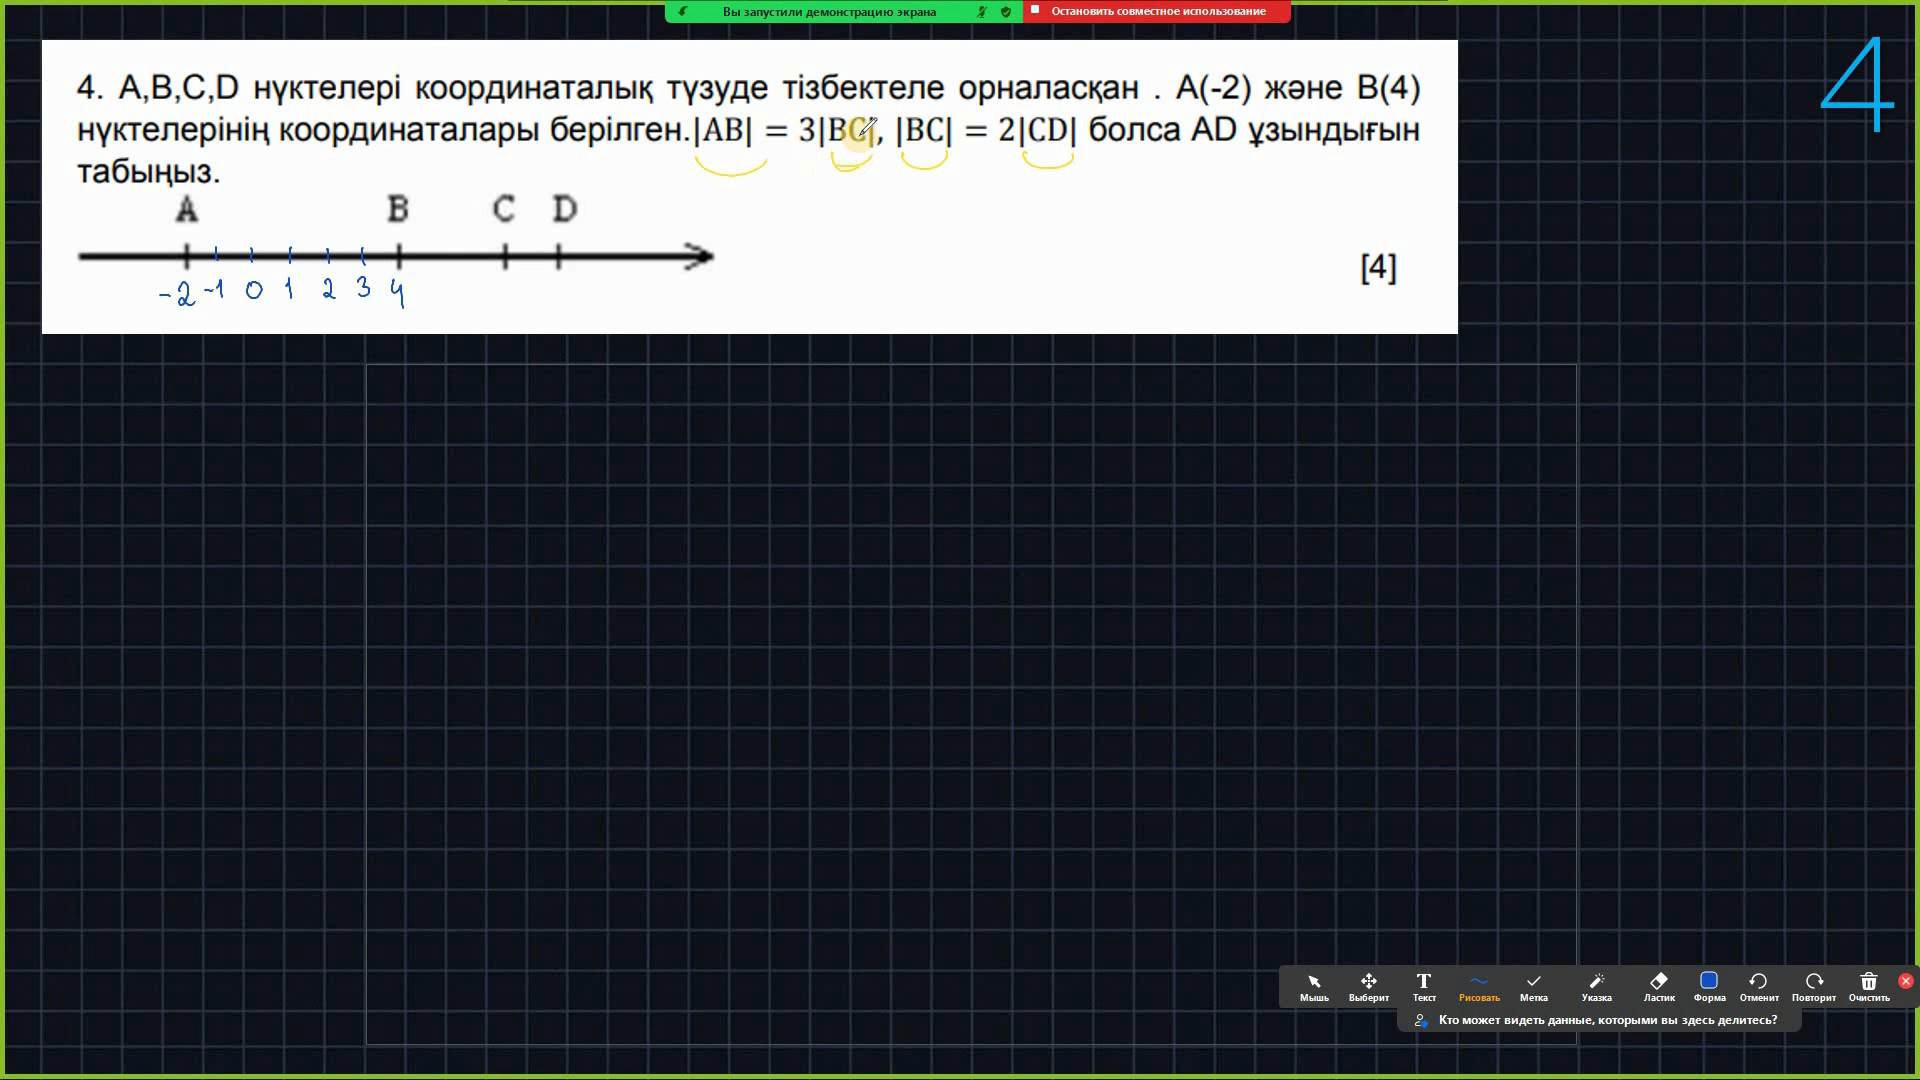 Вы запустили демонстрацию экрана
Остановить совместное использование
4
4. A,B,C,D нүктелері координаталық түзуде тізбектеле орналасқан . A(-2) және B(4)
нүктелерінің координаталары берілген.|AB| = 3|BC|, |BC| = 2|CD| болса AD ұзындығын
табыңыз.
A B C D
[4]
-2 -1 0 1 2 3 4
Мышь Выберит Текст Рисовать Метка Указка Ластик Форма Отменит Повторит Очистить
Кто может видеть данные, которыми вы здесь делитесь?